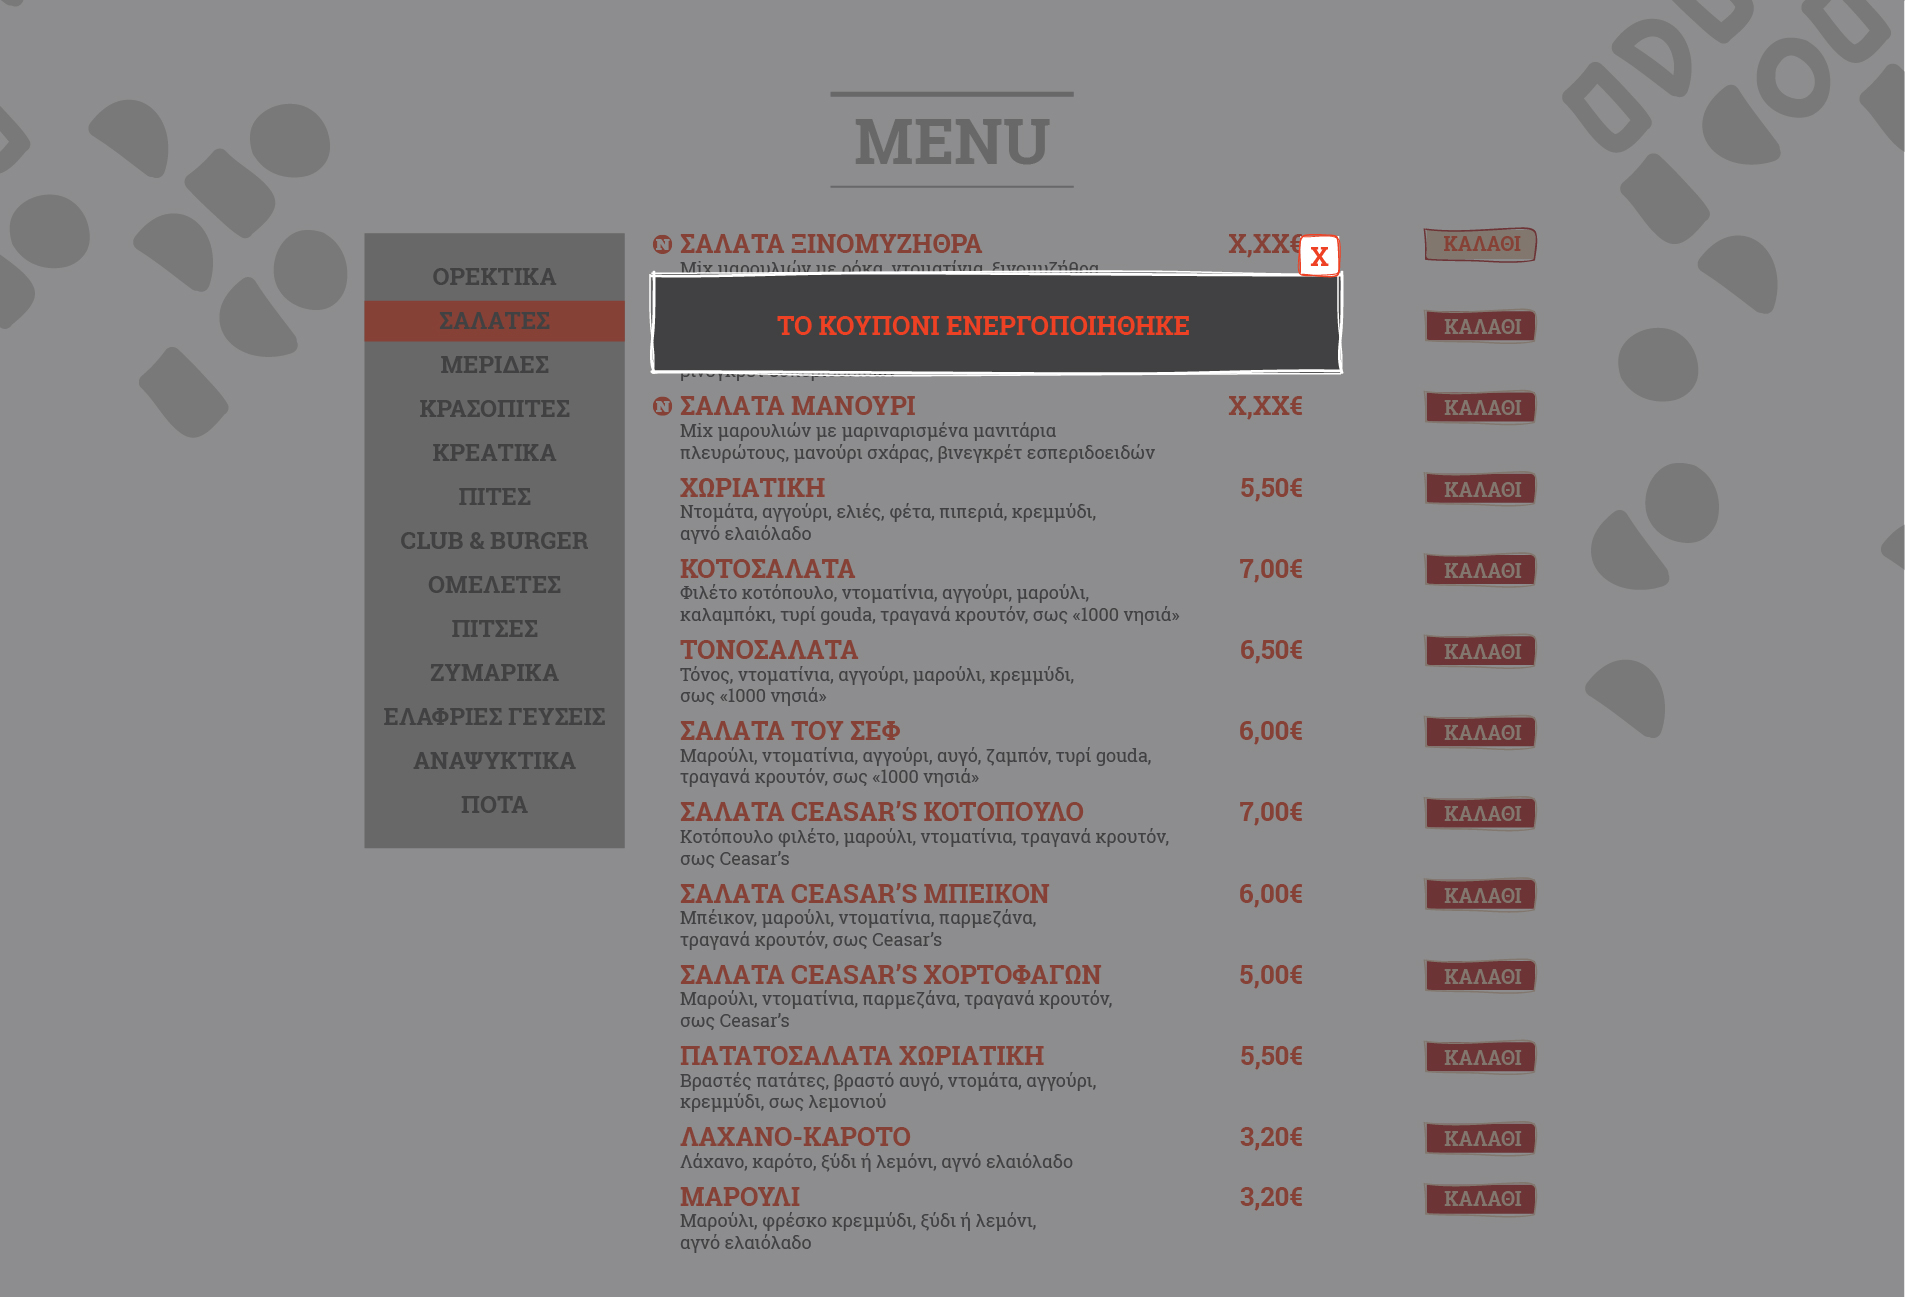 MENU
ΟΡΕΚΤΙΚΑ
ΣΑΛΑΤΕΣ
ΜΕΡΙΔΕΣ
ΚΡΑΣΟΠΙΤΕΣ
ΚΡΕΑΤΙΚΑ
ΠΙΤΕΣ
CLUB & BURGER
ΟΜΕΛΕΤΕΣ
ΠΙΤΣΕΣ
ΖΥΜΑΡΙΚΑ
ΕΛΑΦΡΙΕΣ ΓΕΥΣΕΙΣ
ΑΝΑΨΥΚΤΙΚΑ
ΠΟΤΑ
N ΣΑΛΑΤΑ ΞΙΝΟΜΥΖΗΘΡΑ X,XX€ ΚΑΛΑΘΙ
Mix μαρουλιών με ρόκα, ντοματίνια, ξινομυζήθρα
X
ΤΟ ΚΟΥΠΟΝΙ ΕΝΕΡΓΟΠΟΙΗΘΗΚΕ
ΚΑΛΑΘΙ
N ΣΑΛΑΤΑ ΜΑΝΟΥΡΙ X,XX€ ΚΑΛΑΘΙ
Mix μαρουλιών με μαριναρισμένα μανιτάρια
πλευρώτους, μανούρι σχάρας, βινεγκρέτ εσπεριδοειδών
ΧΩΡΙΑΤΙΚΗ 5,50€ ΚΑΛΑΘΙ
Ντομάτα, αγγούρι, ελιές, φέτα, πιπεριά, κρεμμύδι,
αγνό ελαιόλαδο
ΚΟΤΟΣΑΛΑΤΑ 7,00€ ΚΑΛΑΘΙ
Φιλέτο κοτόπουλο, ντοματίνια, αγγούρι, μαρούλι,
καλαμπόκι, τυρί gouda, τραγανά κρουτόν, σως «1000 νησιά»
ΤΟΝΟΣΑΛΑΤΑ 6,50€ ΚΑΛΑΘΙ
Τόνος, ντοματίνια, αγγούρι, μαρούλι, κρεμμύδι,
σως «1000 νησιά»
ΣΑΛΑΤΑ ΤΟΥ ΣΕΦ 6,00€ ΚΑΛΑΘΙ
Μαρούλι, ντοματίνια, αγγούρι, αυγό, ζαμπόν, τυρί gouda,
τραγανά κρουτόν, σως «1000 νησιά»
ΣΑΛΑΤΑ CEASAR’S ΚΟΤΟΠΟΥΛΟ 7,00€ ΚΑΛΑΘΙ
Κοτόπουλο φιλέτο, μαρούλι, ντοματίνια, τραγανά κρουτόν,
σως Ceasar’s
ΣΑΛΑΤΑ CEASAR’S ΜΠΕΙΚΟΝ 6,00€ ΚΑΛΑΘΙ
Μπέικον, μαρούλι, ντοματίνια, παρμεζάνα,
τραγανά κρουτόν, σως Ceasar’s
ΣΑΛΑΤΑ CEASAR’S ΧΟΡΤΟΦΑΓΩΝ 5,00€ ΚΑΛΑΘΙ
Μαρούλι, ντοματίνια, παρμεζάνα, τραγανά κρουτόν,
σως Ceasar’s
ΠΑΤΑΤΟΣΑΛΑΤΑ ΧΩΡΙΑΤΙΚΗ 5,50€ ΚΑΛΑΘΙ
Βραστές πατάτες, βραστό αυγό, ντομάτα, αγγούρι,
κρεμμύδι, σως λεμονιού
ΛΑΧΑΝΟ-ΚΑΡΟΤΟ 3,20€ ΚΑΛΑΘΙ
Λάχανο, καρότο, ξύδι ή λεμόνι, αγνό ελαιόλαδο
ΜΑΡΟΥΛΙ 3,20€ ΚΑΛΑΘΙ
Μαρούλι, φρέσκο κρεμμύδι, ξύδι ή λεμόνι,
αγνό ελαιόλαδο